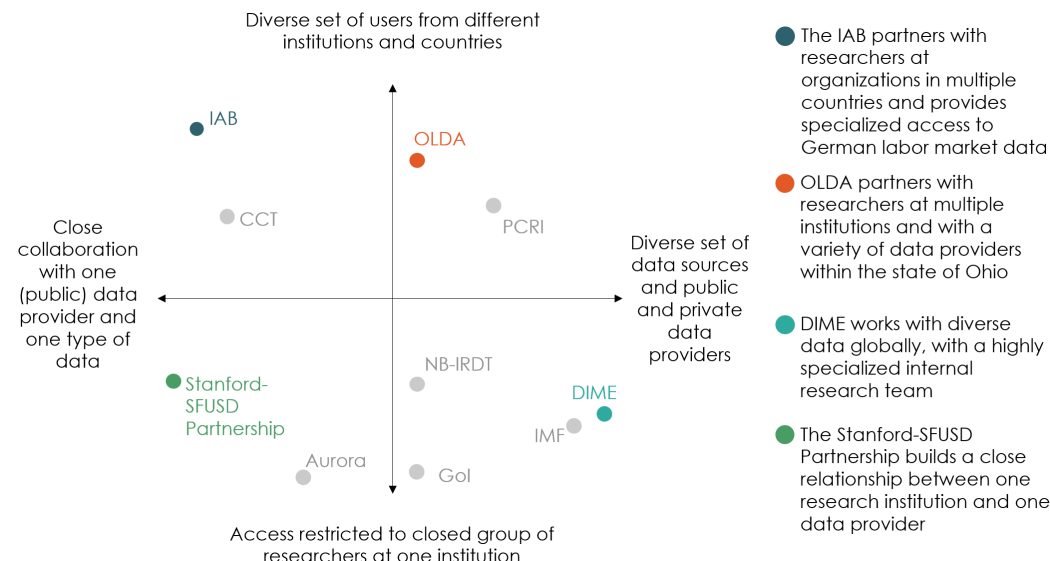 Diverse set of users from different
institutions and countries
IAB
OLDA
CCT
PCRI
Close
collaboration
with one
(public) data
provider and
one type of
data
Diverse set of
data sources
and public
and private
data
providers
NB-IRDT
Stanford-
SFUSD
Partnership
DIME
IMF
Aurora
GoI
Access restricted to closed group of
researchers at one institution
The IAB partners with
researchers at
organizations in multiple
countries and provides
specialized access to
German labor market data
OLDA partners with
researchers at multiple
institutions and with a
variety of data providers
within the state of Ohio
DIME works with diverse
data globally, with a highly
specialized internal
research team
The Stanford-SFUSD
Partnership builds a close
relationship between one
research institution and one
data provider